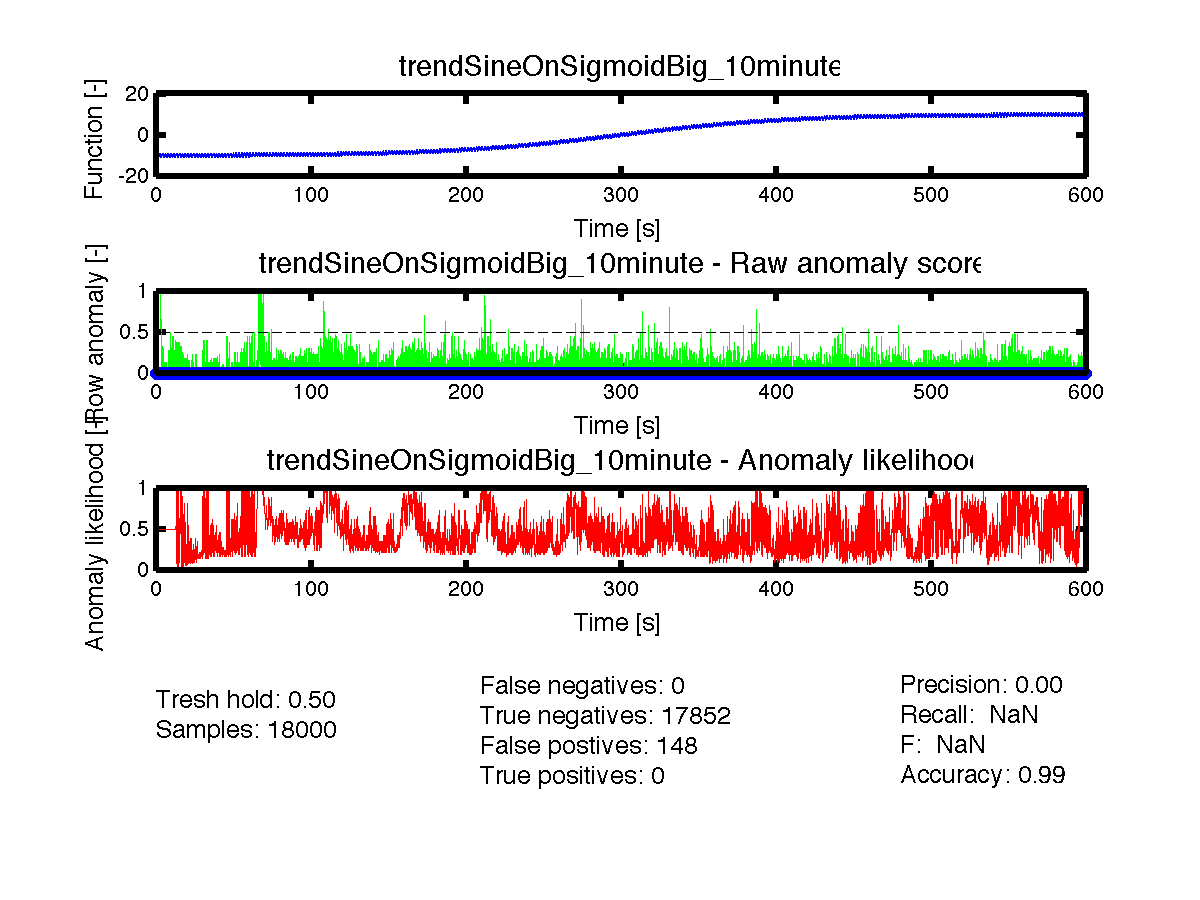 trendSineOnSigmoidBig_10minute
Function [-]
20
0
-20
0 100 200 300 400 500 600
Time [s]
trendSineOnSigmoidBig_10minute - Raw anomaly score
Row anomaly [-]
1
0.5
0
0 100 200 300 400 500 600
Time [s]
trendSineOnSigmoidBig_10minute - Anomaly likelihoo
Anomaly likelihood [-]
1
0.5
0
0 100 200 300 400 500 600
Time [s]
Tresh hold: 0.50
Samples: 18000
False negatives: 0
True negatives: 17852
False postives: 148
True positives: 0
Precision: 0.00
Recall: NaN
F: NaN
Accuracy: 0.99